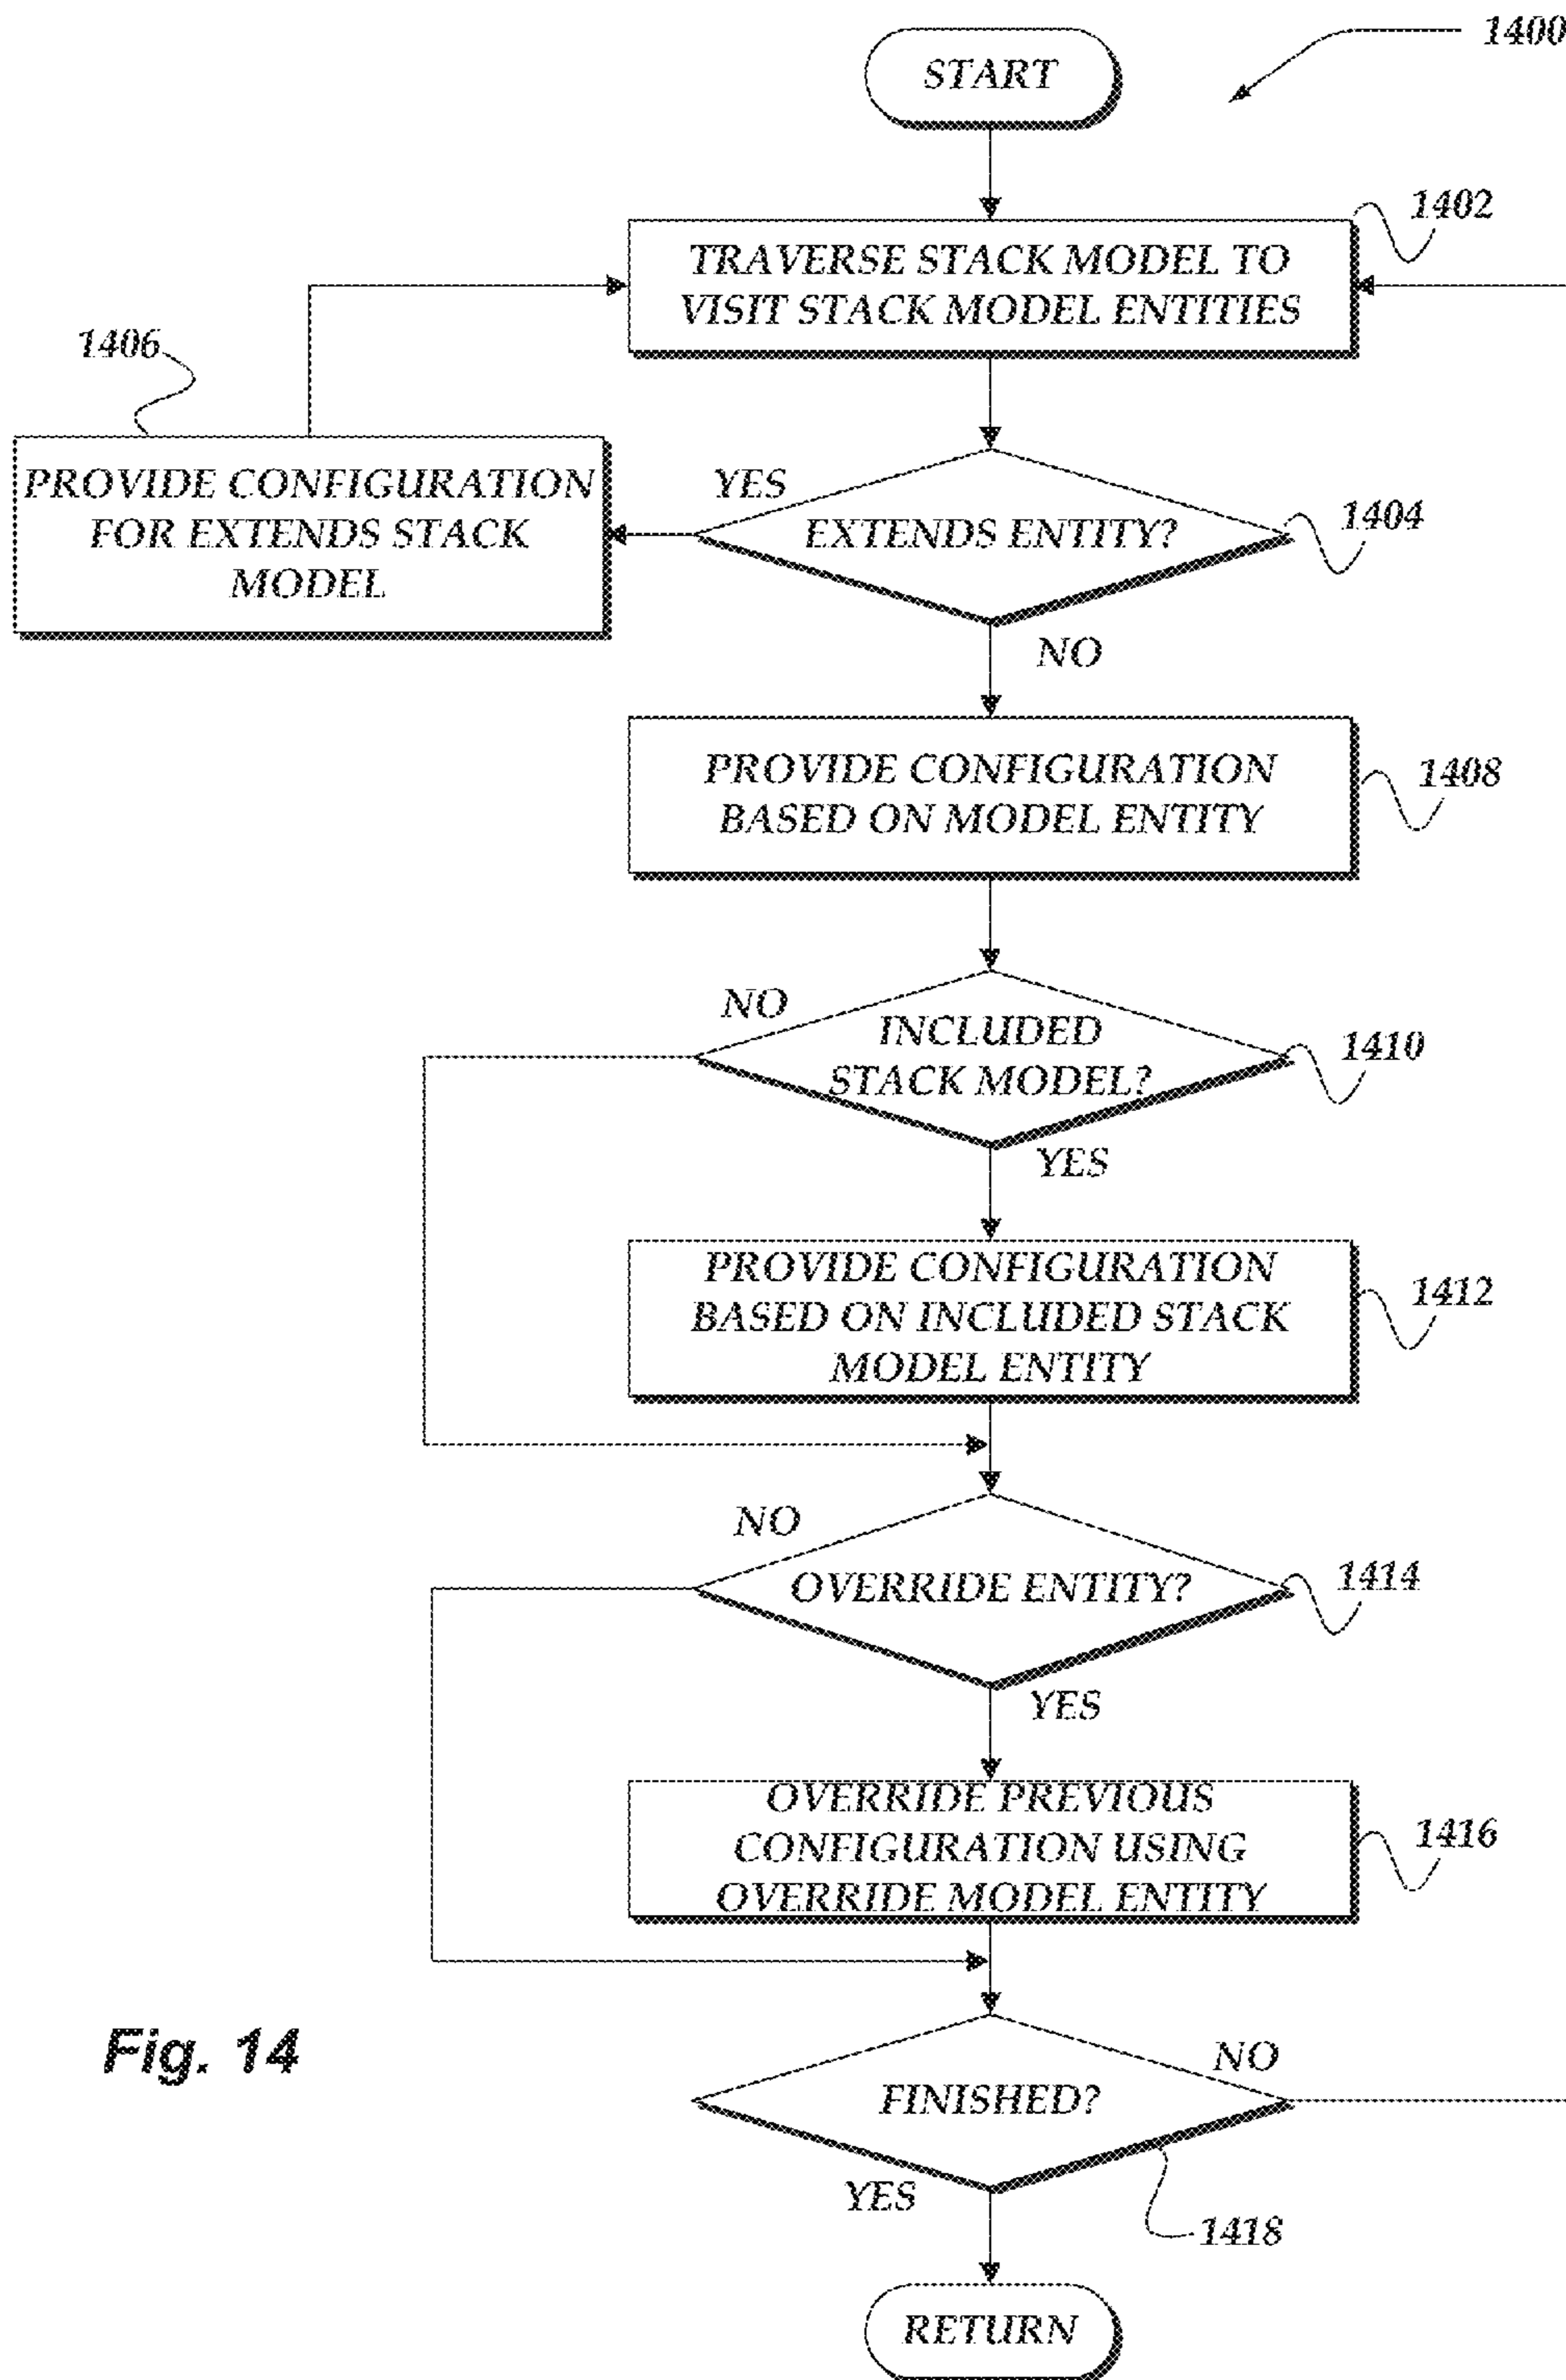 1400
START
1402
TRAVERSE STACK MODEL TO
VISIT STACK MODEL ENTITIES
1406
PROVIDE CONFIGURATION
FOR EXTENDS STACK
MODEL
YES
EXTENDS ENTITY?
1404
NO
PROVIDE CONFIGURATION
BASED ON MODEL ENTITY
1408
NO
INCLUDED
STACK MODEL?
1410
YES
PROVIDE CONFIGURATION
BASED ON INCLUDED STACK
MODEL ENTITY
1412
NO
OVERRIDE ENTITY?
1414
YES
OVERRIDE PREVIOUS
CONFIGURATION USING
OVERRIDE MODEL ENTITY
1416
Fig. 14
NO
FINISHED?
YES
1418
RETURN